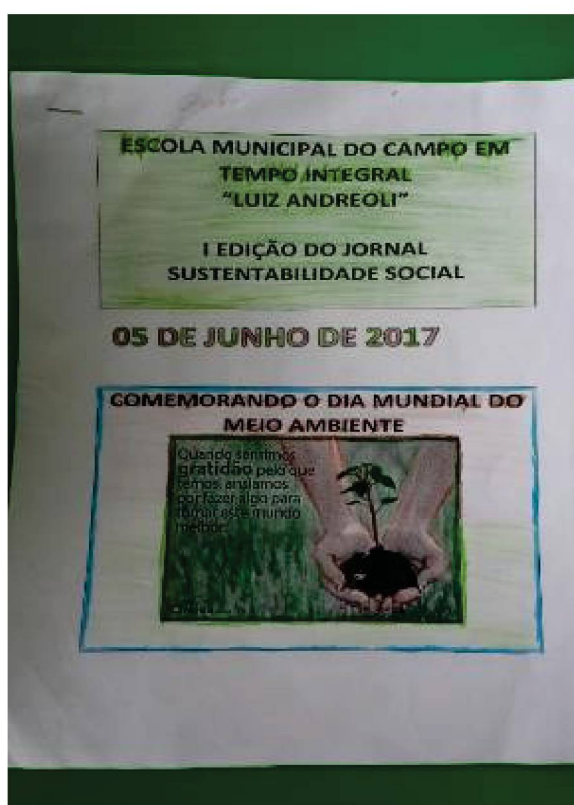 ESCOLA MUNICIPAL DO CAMPO EM
TEMPO INTEGRAL
“LUIZ ANDREOLI”
I EDIÇÃO DO JORNAL
SUSTENTABILIDADE SOCIAL
05 DE JUNHO DE 2017
COMEMORANDO O DIA MUNDIAL DO
MEIO AMBIENTE
Quando sentimos
gratidão pelo que
temos, ansiamos
por fazer algo para
tornar este mundo
melhor.